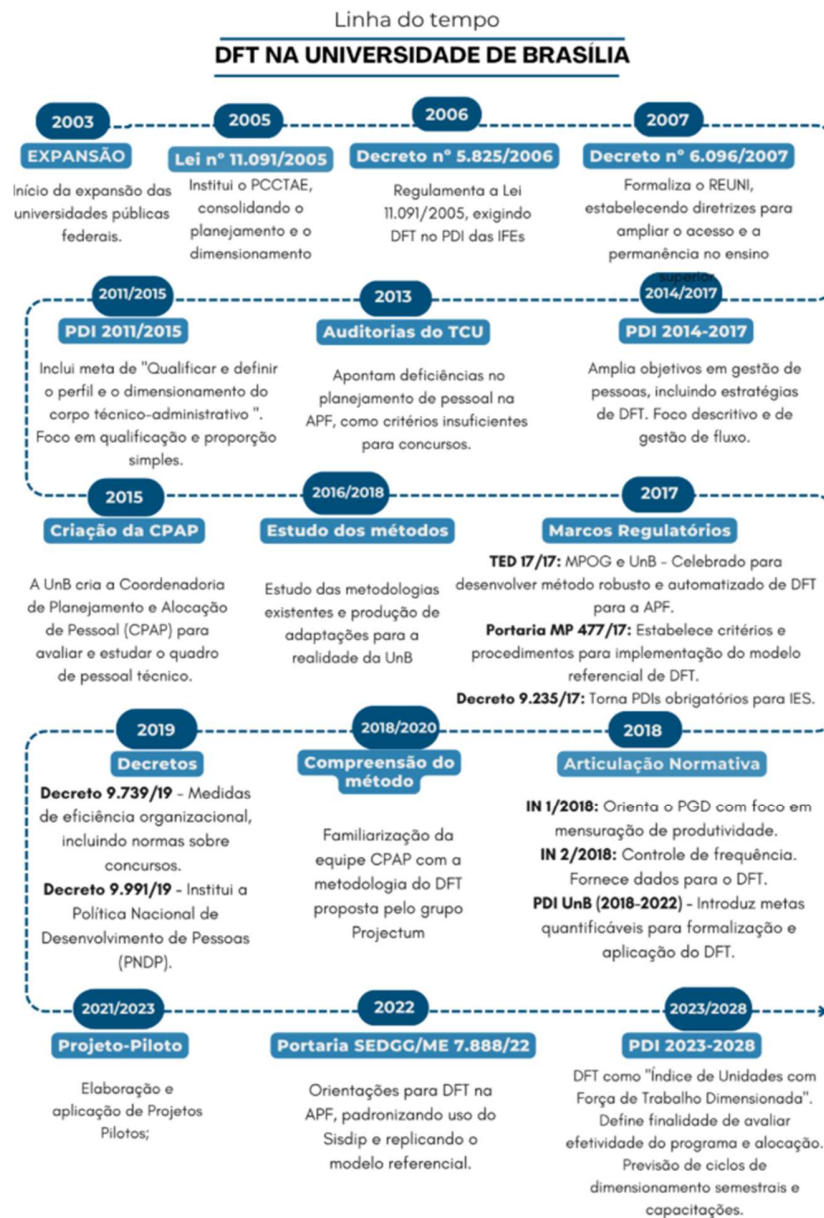 Linha do tempo
DFT NA UNIVERSIDADE DE BRASÍLIA
2003
EXPANSÃO
Início da expansão das
universidades públicas
federais.
2005
Lei nº 11.091/2005
Institui o PCCTAE,
consolidando o
planejamento e o
dimensionamento
2006
Decreto nº 5.825/2006
Regulamenta a Lei
11.091/2005, exigindo
DFT no PDI das IFEs
2007
Decreto nº 6.096/2007
Formaliza o REUNI,
estabelecendo diretrizes para
ampliar o acesso e a
permanência no ensino
superior.
2011/2015
PDI 2011/2015
Inclui meta de "Qualificar e definir
o perfil e o dimensionamento do
corpo técnico-administrativo ".
Foco em qualificação e proporção
simples.
2013
Auditorias do TCU
Apontam deficiências no
planejamento de pessoal na
APF, como critérios insuficientes
para concursos.
2014/2017
PDI 2014-2017
Amplia objetivos em gestão de
pessoas, incluindo estratégias
de DFT. Foco descritivo e de
gestão de fluxo.
2015
Criação da CPAP
A UnB cria a Coordenadoria
de Planejamento e Alocação
de Pessoal (CPAP) para
avaliar e estudar o quadro
de pessoal técnico.
2016/2018
Estudo dos métodos
Estudo das metodologias
existentes e produção de
adaptações para a
realidade da UnB
2017
Marcos Regulatórios
TED 17/17: MPOG e UnB - Celebrado para
desenvolver método robusto e automatizado de DFT
para a APF.
Portaria MP 477/17: Estabelece critérios e
procedimentos para implementação do modelo
referencial de DFT.
Decreto 9.235/17: Torna PDIs obrigatórios para IES.
2019
Decretos
Decreto 9.739/19 - Medidas
de eficiência organizacional,
incluindo normas sobre
concursos.
Decreto 9.991/19 - Institui a
Política Nacional de
Desenvolvimento de Pessoas
(PNDP).
2018/2020
Compreensão do
método
Familiarização da
equipe CPAP com a
metodologia do DFT
proposta pelo grupo
Projectum
2018
Articulação Normativa
IN 1/2018: Orienta o PGD com foco em
mensuração de produtividade.
IN 2/2018: Controle de frequência.
Fornece dados para o DFT.
PDI UnB (2018-2022) - Introduz metas
quantificáveis para formalização e
aplicação do DFT.
2021/2023
Projeto-Piloto
Elaboração e
aplicação de Projetos
Pilotos;
2022
Portaria SEDGG/ME 7.888/22
Orientações para DFT na
APF, padronizando uso do
Sisdip e replicando o
modelo referencial.
2023/2028
PDI 2023-2028
DFT como "Índice de Unidades com
Força de Trabalho Dimensionada".
Define finalidade de avaliar
efetividade do programa e alocação.
Previsão de ciclos de
dimensionamento semestrais e
capacitações.